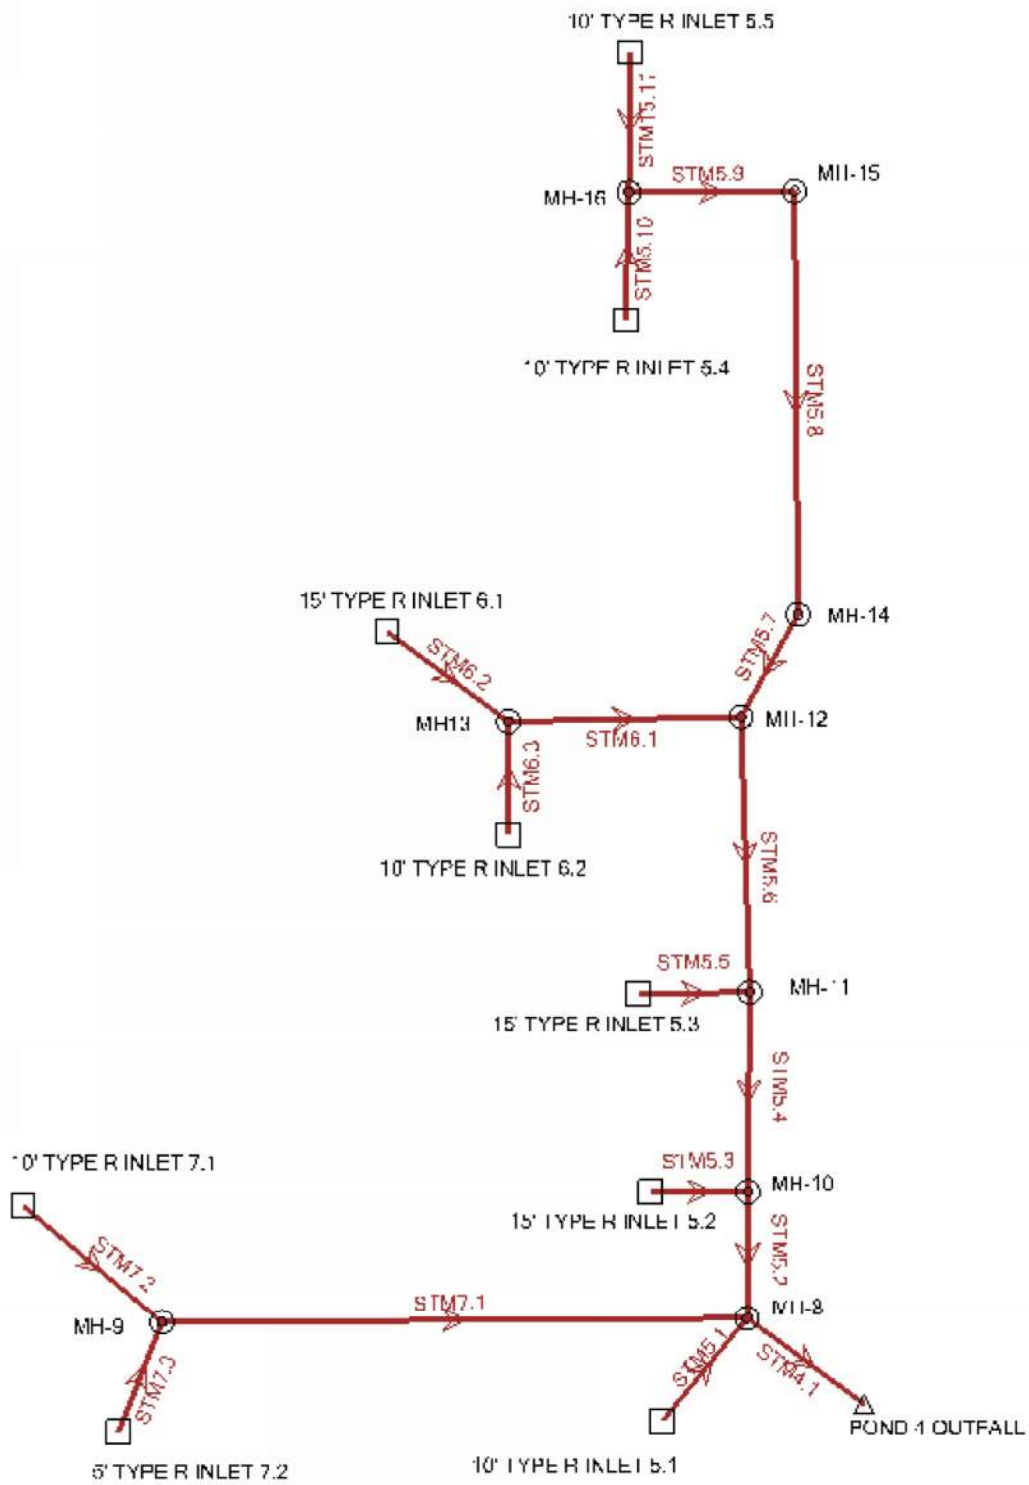 10' TYPE R INLET 5.5
STM15.11
STM5.9
MH-15
MH-16
STM5.10
10' TYPE R INLET 5.4
STM5.8
15' TYPE R INLET 6.1
MH-14
STM5.7
STM6.2
MH13
MH-12
STM6.1
STM6.3
10' TYPE R INLET 6.2
STM5.6
STM5.5
MH-11
15' TYPE R INLET 5.3
STM5.4
10' TYPE R INLET 7.1
STM5.3
MH-10
15' TYPE R INLET 5.2
STM5.2
STM7.2
STM7.1
MH-8
MH-9
STM5.1
STM4.1
STM7.3
POND 4 OUTFALL
5' TYPE R INLET 7.2
10' TYPE R INLET 5.1